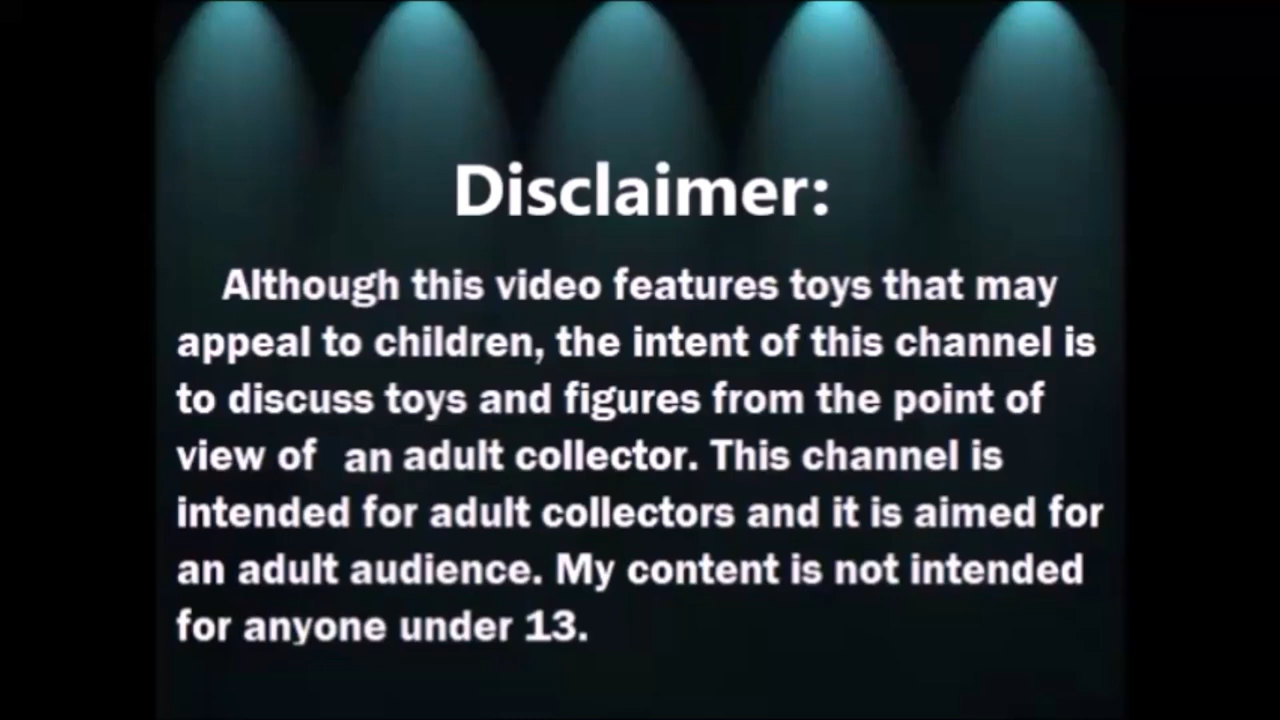 Disclaimer:
Although this video features toys that may
appeal to children, the intent of this channel is
to discuss toys and figures from the point of
view of an adult collector. This channel is
intended for adult collectors and it is aimed for
an adult audience. My content is not intended
for anyone under 13.